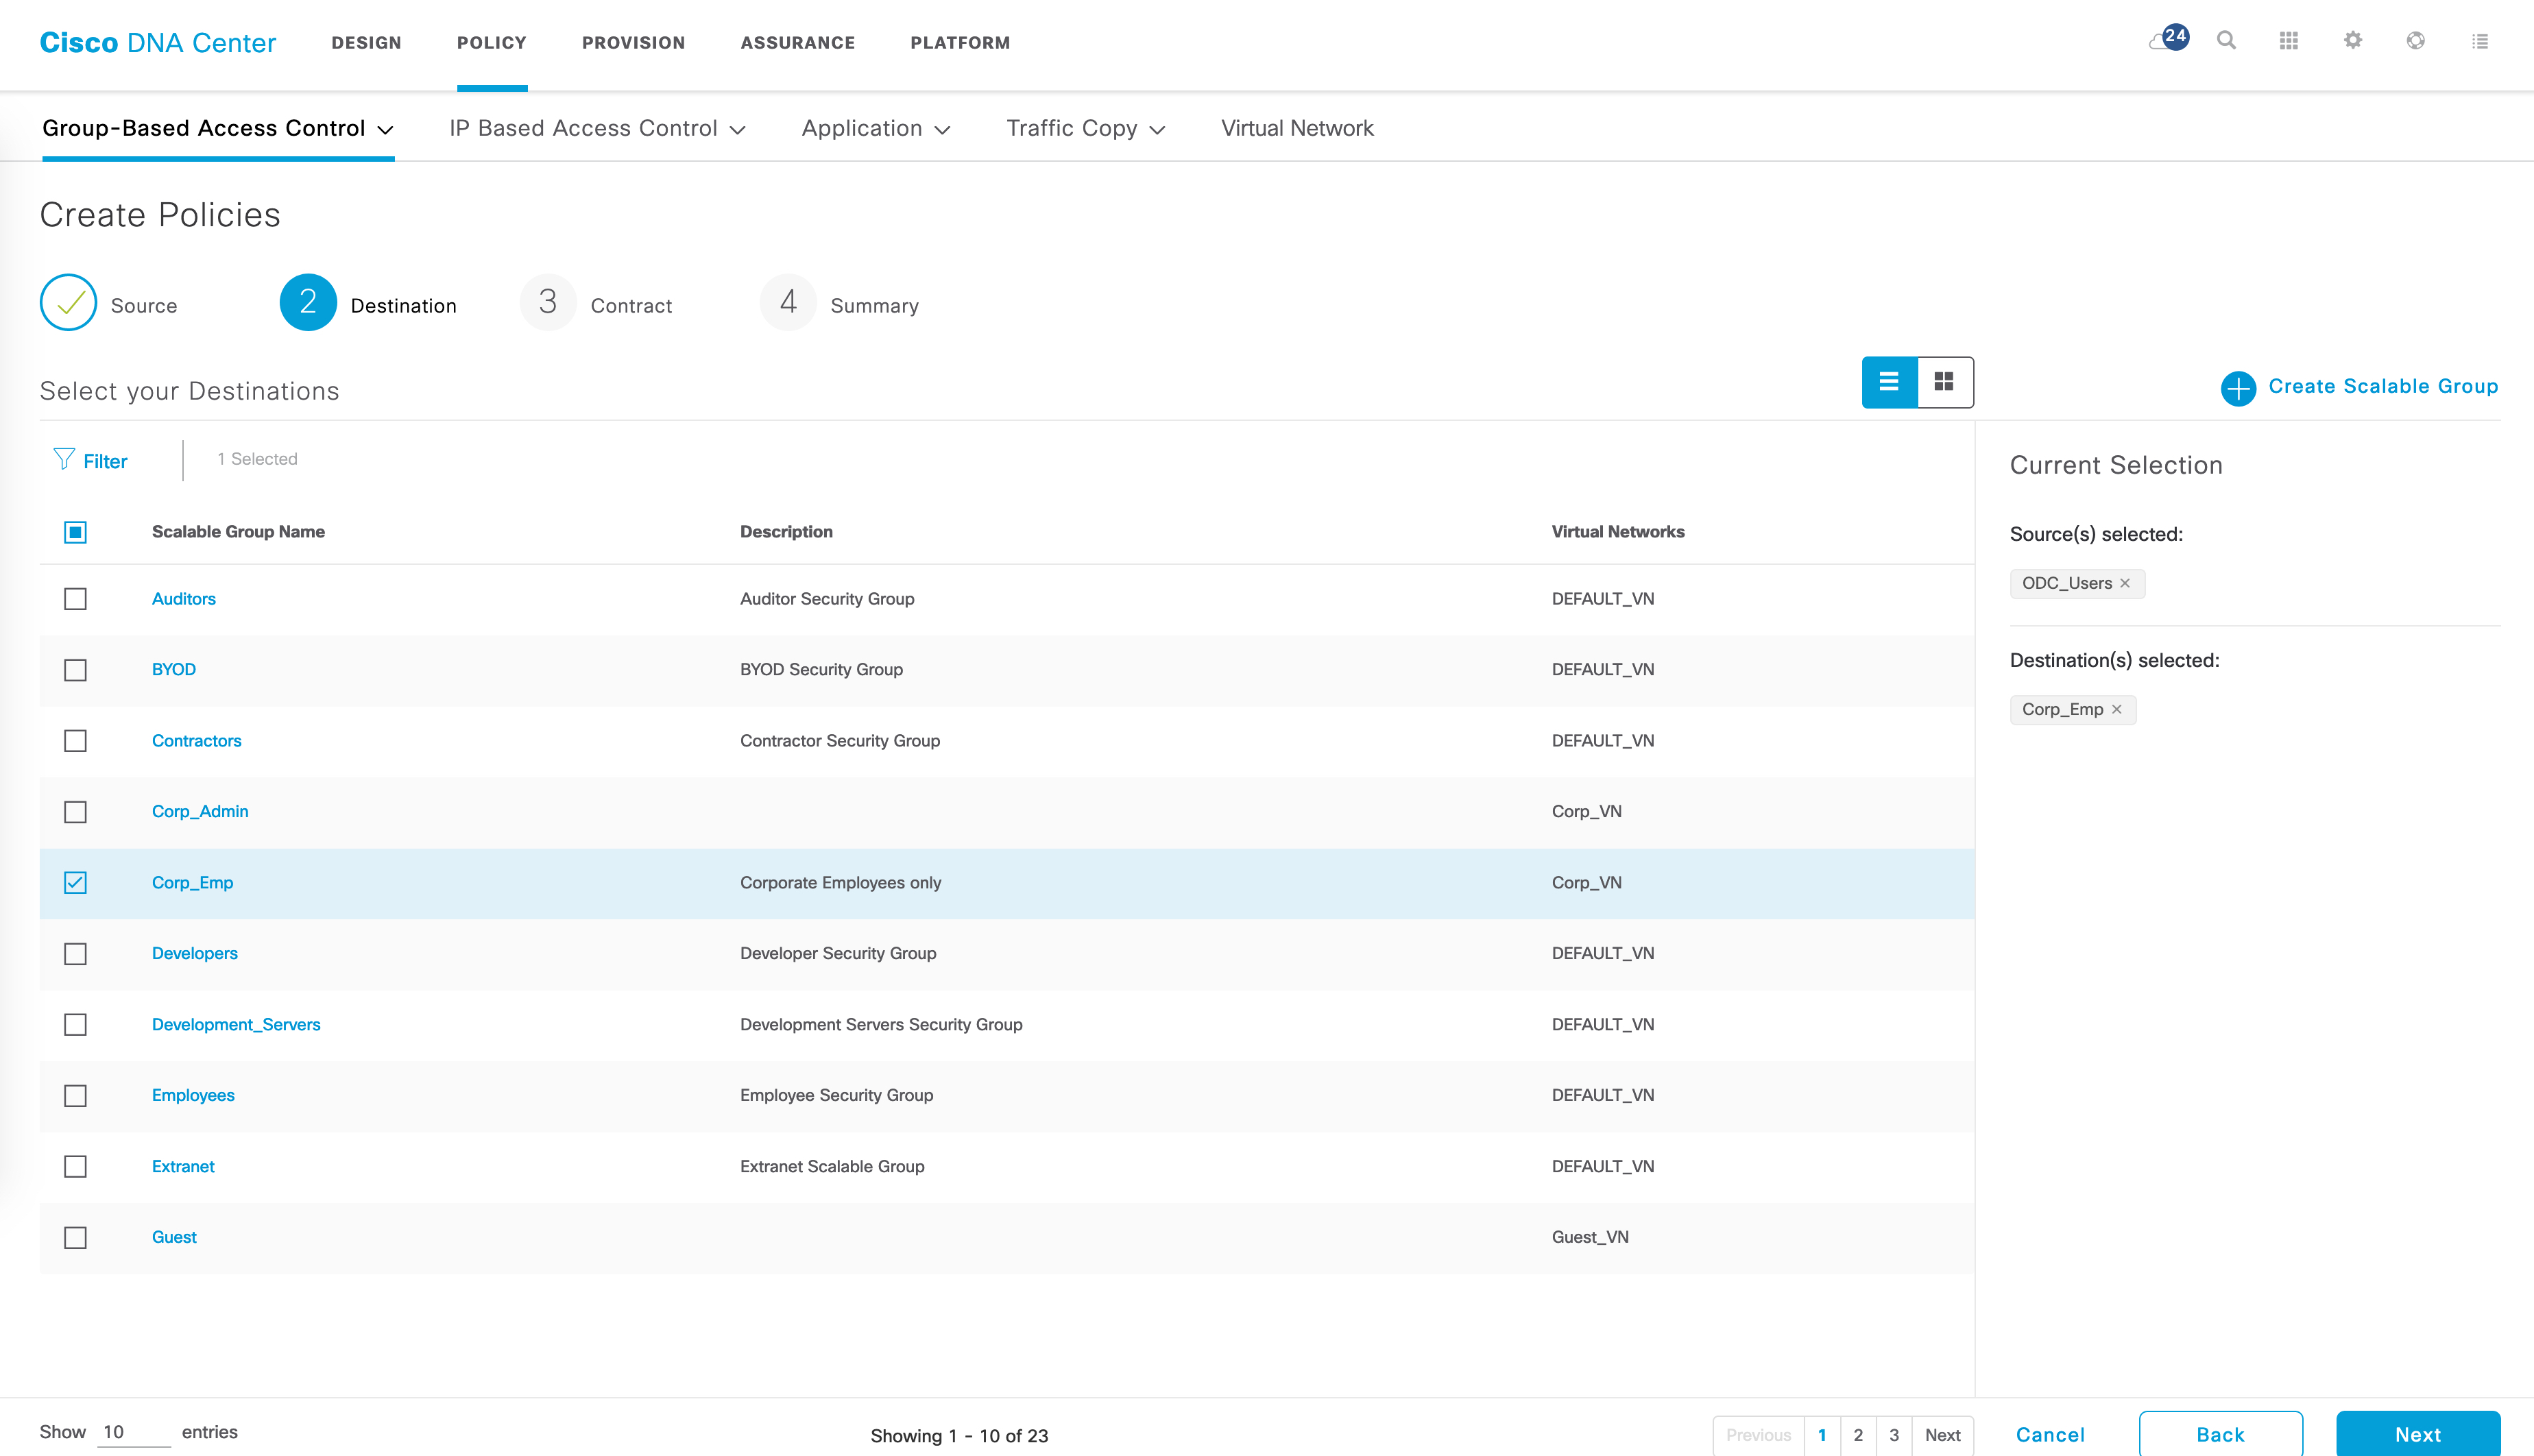 Cisco DNA Center DESIGN POLICY PROVISION ASSURANCE PLATFORM 24
Group-Based Access Control IP Based Access Control Application Traffic Copy Virtual Network
Create Policies
Source 2 Destination 3 Contract 4 Summary
Select your Destinations Create Scalable Group
Filter 1 Selected
Scalable Group Name Description Virtual Networks
Auditors Auditor Security Group DEFAULT_VN
BYOD BYOD Security Group DEFAULT_VN
Contractors Contractor Security Group DEFAULT_VN
Corp_Admin Corp_VN
Corp_Emp Corporate Employees only Corp_VN
Developers Developer Security Group DEFAULT_VN
Development_Servers Development Servers Security Group DEFAULT_VN
Employees Employee Security Group DEFAULT_VN
Extranet Extranet Scalable Group DEFAULT_VN
Guest Guest_VN
Current Selection
Source(s) selected:
ODC_Users
Destination(s) selected:
Corp_Emp
Show 10 entries Showing 1 - 10 of 23 Previous 1 2 3 Next Cancel Back Next